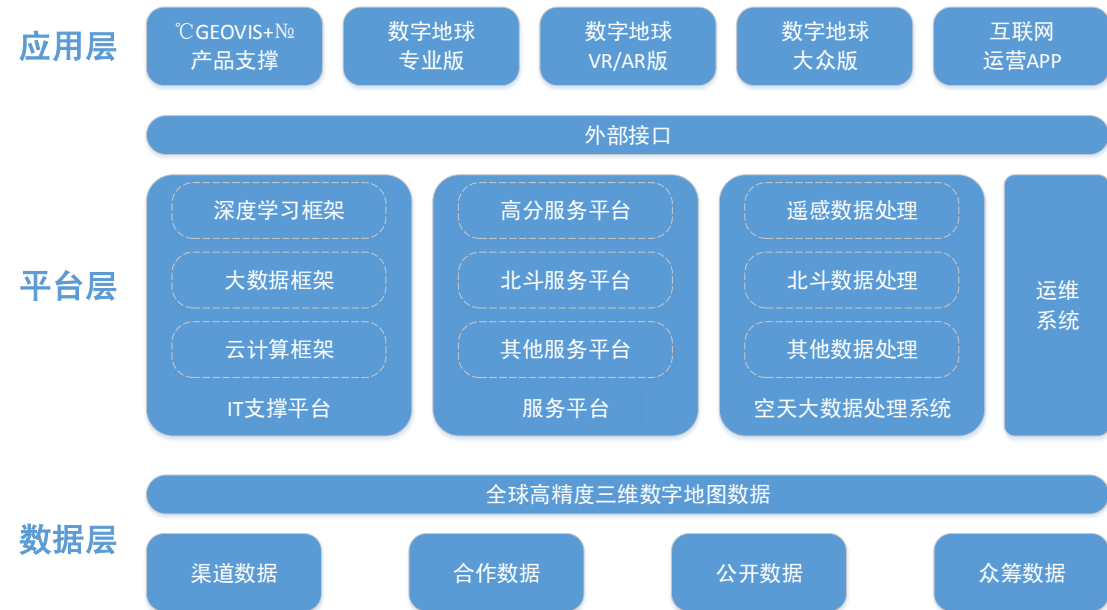 应用层
℃GEOVIS+№
产品支撑
数字地球
专业版
数字地球
VR/AR版
数字地球
大众版
互联网
运营APP
外部接口
平台层
深度学习框架
大数据框架
云计算框架
IT支撑平台
高分服务平台
北斗服务平台
其他服务平台
服务平台
遥感数据处理
北斗数据处理
其他数据处理
空天大数据处理系统
运维
系统
数据层
全球高精度三维数字地图数据
渠道数据
合作数据
公开数据
众筹数据